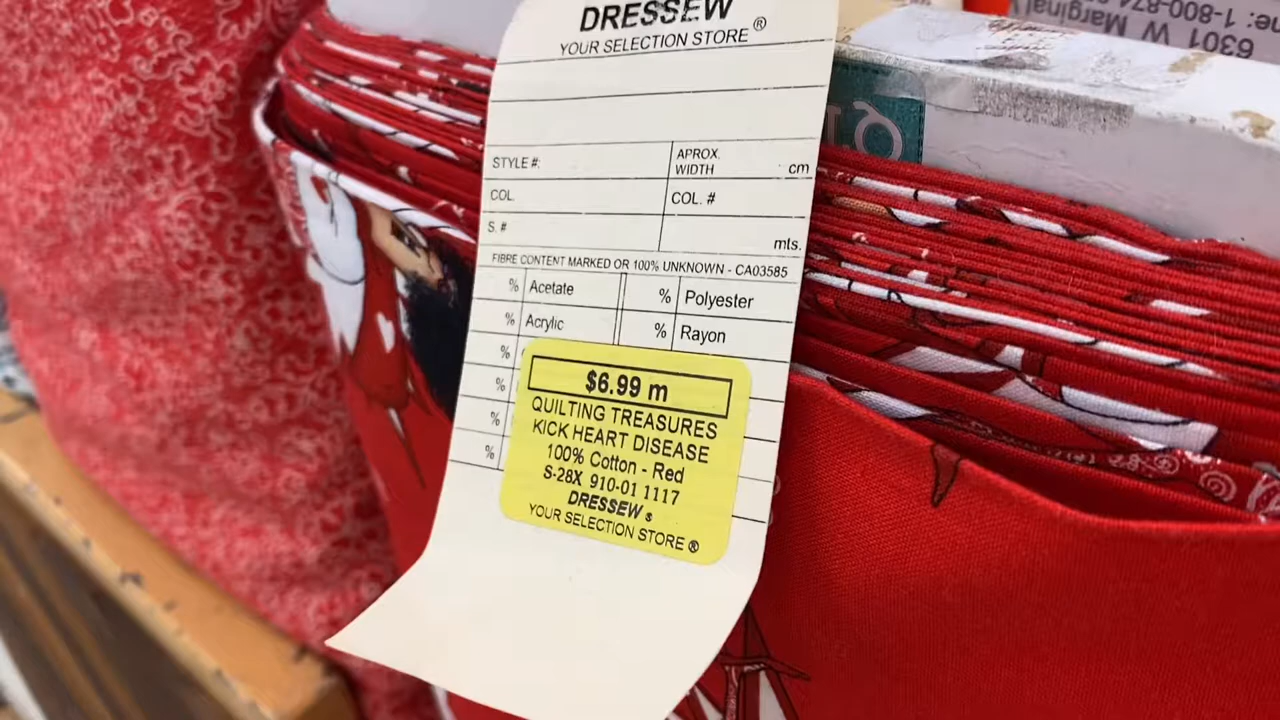 DRESSEW
YOUR SELECTION STORE ®
STYLE #:
APROX.
WIDTH cm
COL.
COL. #
S. #
mts.
FIBRE CONTENT MARKED OR 100% UNKNOWN - CA03585
% Acetate % Polyester
% Acrylic % Rayon
%
%
%
%
$6.99 m
QUILTING TREASURES
KICK HEART DISEASE
100% Cotton - Red
S-28X 910-01 1117
DRESSEW s
YOUR SELECTION STORE ®
6301 W Marginal
e: 1-800-874